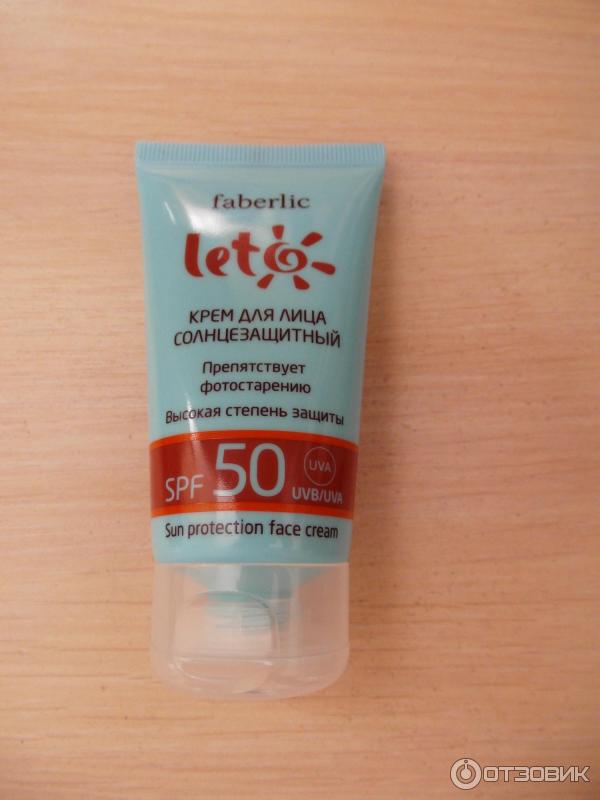 faberlic
leto
КРЕМ ДЛЯ ЛИЦА
СОЛНЦЕЗАЩИТНЫЙ
Препятствует
фотостарению
Высокая степень защиты
SPF 50 UVA
UVB/UVA
Sun protection face cream
ОТЗОВИК